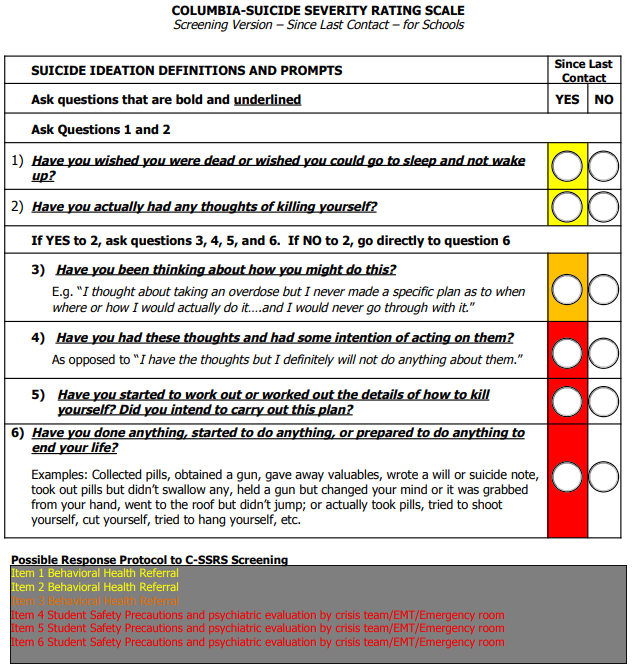 COLUMBIA-SUICIDE SEVERITY RATING SCALE
Screening Version – Since Last Contact – for Schools
SUICIDE IDEATION DEFINITIONS AND PROMPTS
Since Last
Contact
Ask questions that are bold and underlined
YES NO
Ask Questions 1 and 2
1) Have you wished you were dead or wished you could go to sleep and not wake
up?
2) Have you actually had any thoughts of killing yourself?
If YES to 2, ask questions 3, 4, 5, and 6. If NO to 2, go directly to question 6
3) Have you been thinking about how you might do this?
E.g. “I thought about taking an overdose but I never made a specific plan as to when
where or how I would actually do it….and I would never go through with it.”
4) Have you had these thoughts and had some intention of acting on them?
As opposed to “I have the thoughts but I definitely will not do anything about them.”
5) Have you started to work out or worked out the details of how to kill
yourself? Did you intend to carry out this plan?
6) Have you done anything, started to do anything, or prepared to do anything to
end your life?
Examples: Collected pills, obtained a gun, gave away valuables, wrote a will or suicide note,
took out pills but didn’t swallow any, held a gun but changed your mind or it was grabbed
from your hand, went to the roof but didn’t jump; or actually took pills, tried to shoot
yourself, cut yourself, tried to hang yourself, etc.
Possible Response Protocol to C-SSRS Screening
Item 1 Behavioral Health Referral
Item 2 Behavioral Health Referral
Item 3 Behavioral Health Referral
Item 4 Student Safety Precautions and psychiatric evaluation by crisis team/EMT/Emergency room
Item 5 Student Safety Precautions and psychiatric evaluation by crisis team/EMT/Emergency room
Item 6 Student Safety Precautions and psychiatric evaluation by crisis team/EMT/Emergency room